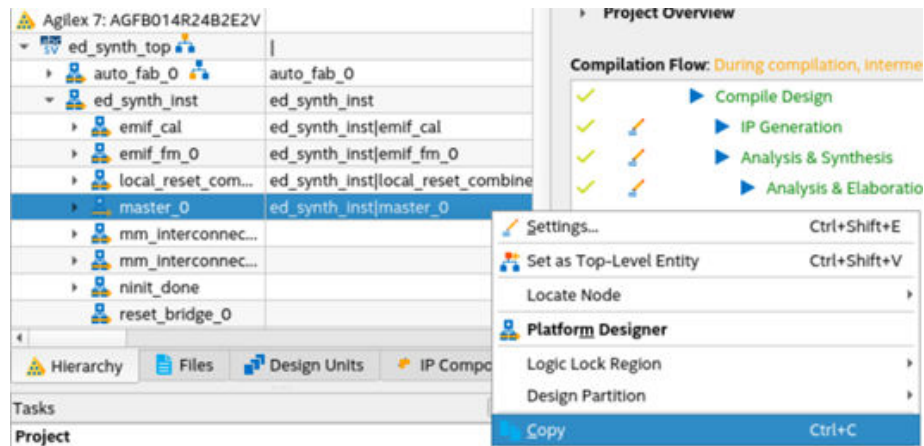 Agilex 7: AGFB014R24B2E2V
ed_synth_top
auto_fab_0 auto_fab_0
ed_synth_inst ed_synth_inst
emif_cal ed_synth_inst|emif_cal
emif_fm_0 ed_synth_inst|emif_fm_0
local_reset_com... ed_synth_inst|local_reset_combine
master_0 ed_synth_inst|master_0
mm_interconnec...
mm_interconnec...
ninit_done
reset_bridge_0
Hierarchy Files Design Units IP Compo
Tasks
Project
Project Overview
Compilation Flow: During compilation, interme
Compile Design
IP Generation
Analysis & Synthesis
Analysis & Elaboratio
Settings... Ctrl+Shift+E
Set as Top-Level Entity Ctrl+Shift+V
Locate Node
Platform Designer
Logic Lock Region
Design Partition
Copy Ctrl+C